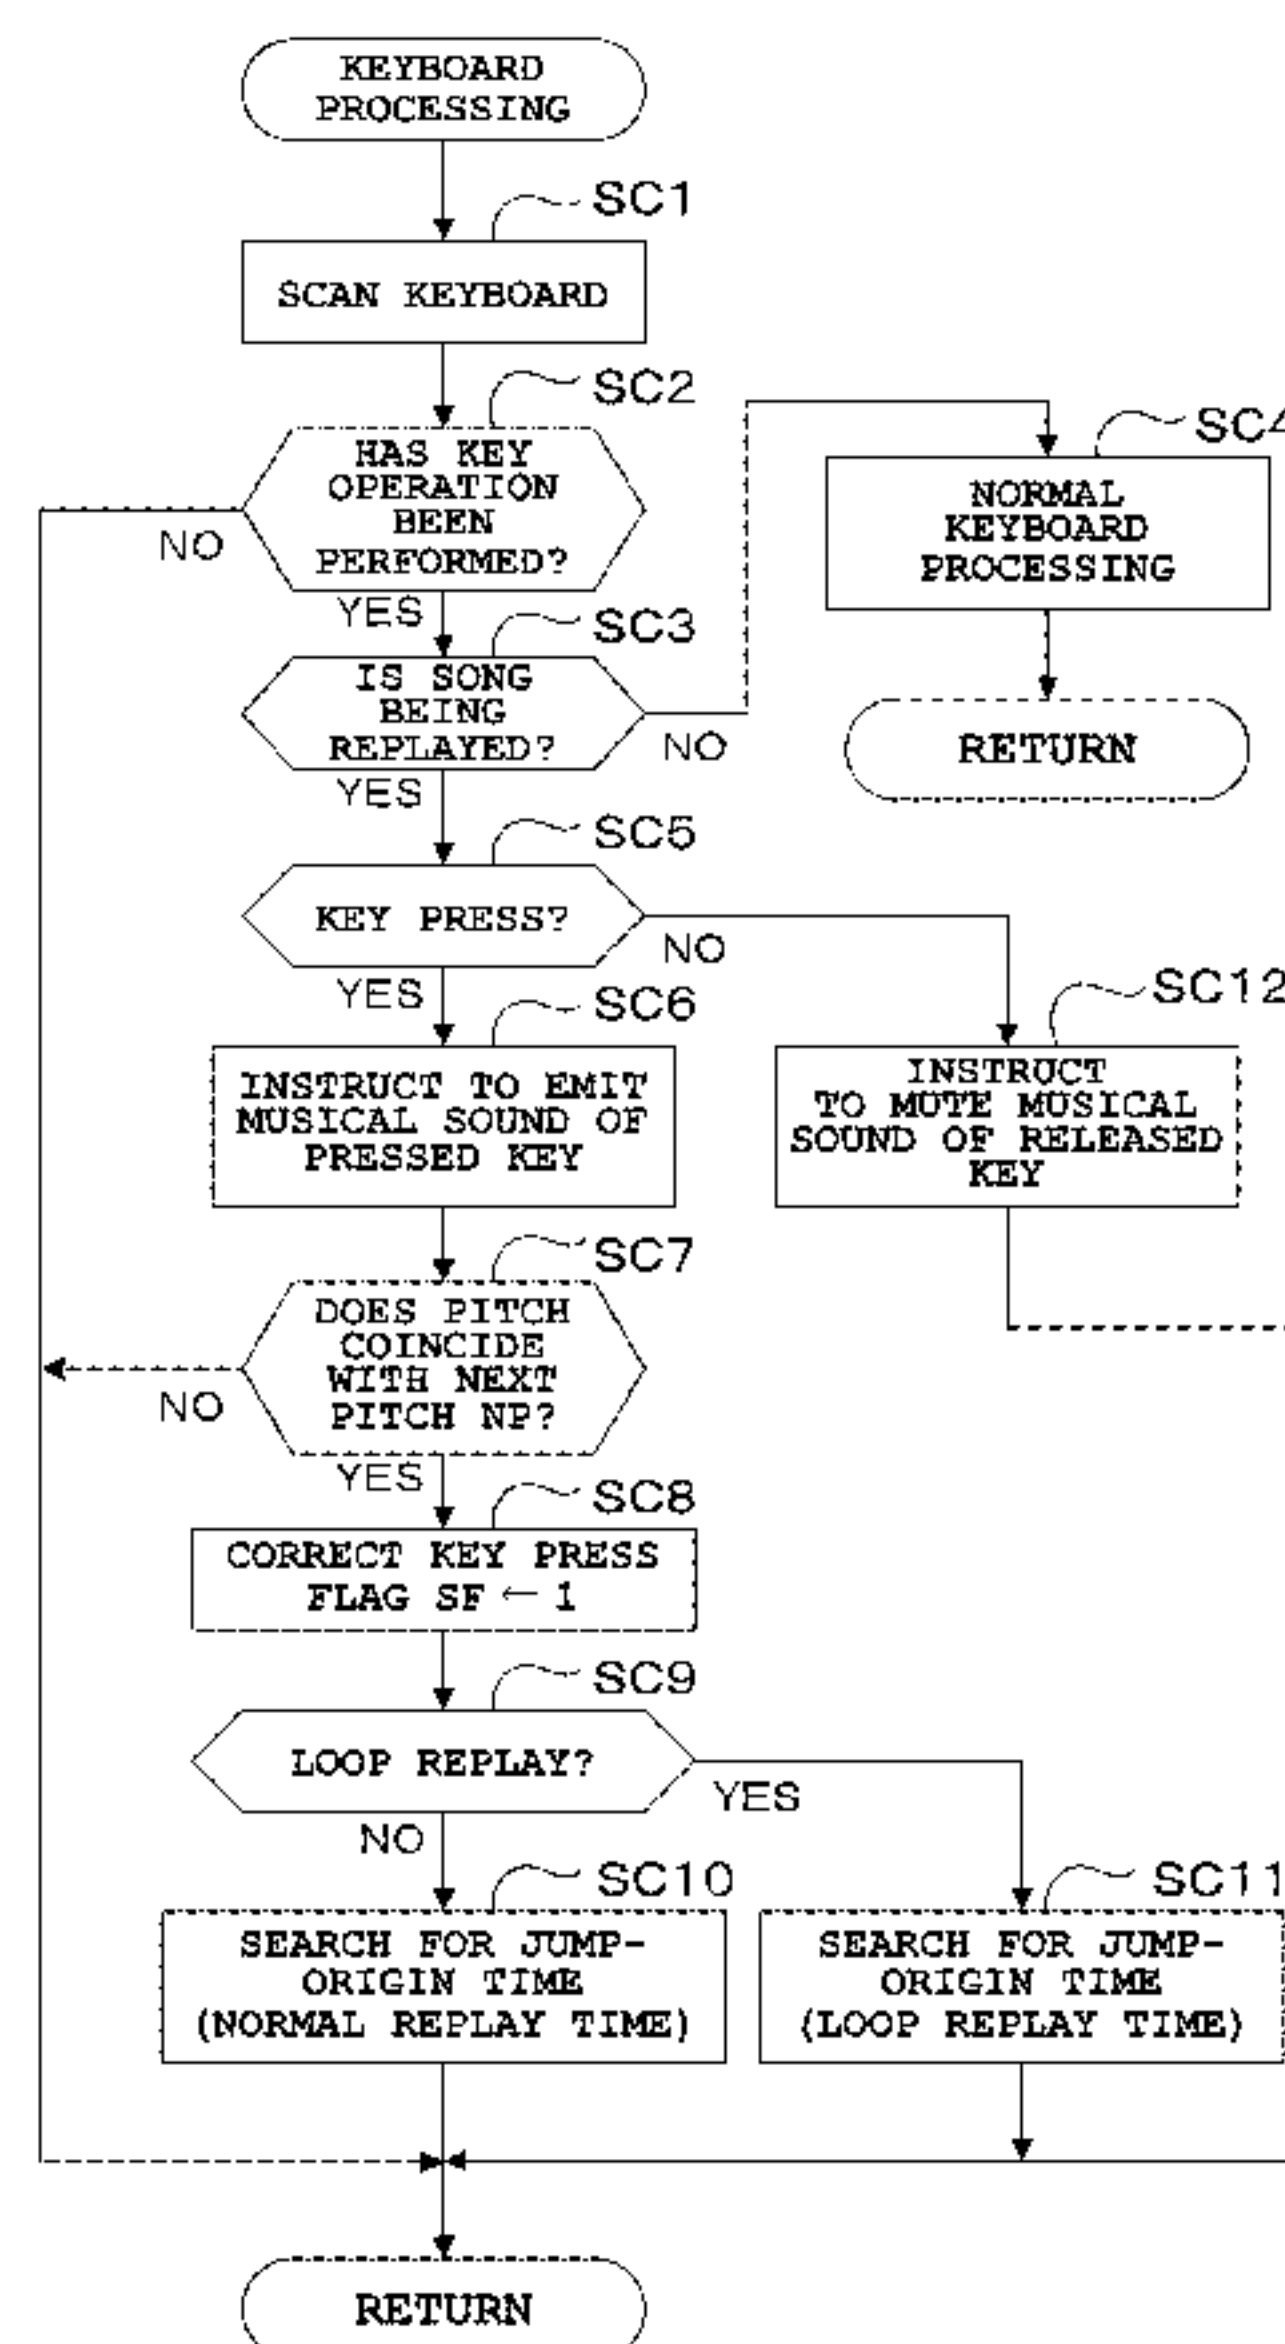 KEYBOARD
PROCESSING
SC1
SCAN KEYBOARD
SC2
HAS KEY
OPERATION
BEEN
PERFORMED?
NO
YES
SC3
IS SONG
BEING
REPLAYED?
NO
YES
SC4
NORMAL
KEYBOARD
PROCESSING
RETURN
SC5
KEY PRESS?
NO
YES
SC6
INSTRUCT TO EMIT
MUSICAL SOUND OF
PRESSED KEY
SC12
INSTRUCT
TO MUTE MUSICAL
SOUND OF RELEASED
KEY
SC7
DOES PITCH
COINCIDE
WITH NEXT
PITCH NP?
NO
YES
SC8
CORRECT KEY PRESS
FLAG SF ← 1
SC9
LOOP REPLAY?
YES
NO
SC10
SEARCH FOR JUMP-
ORIGIN TIME
(NORMAL REPLAY TIME)
SC11
SEARCH FOR JUMP-
ORIGIN TIME
(LOOP REPLAY TIME)
RETURN